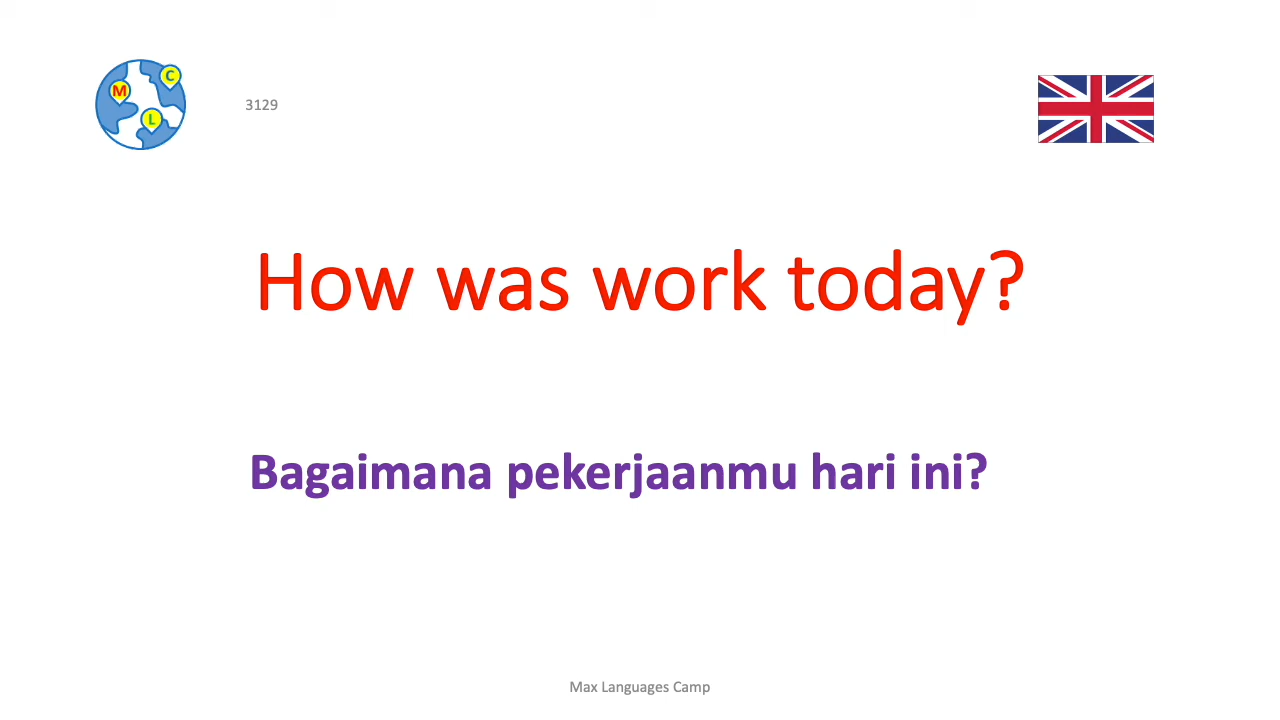 M
C
L
3129
How was work today?
Bagaimana pekerjaanmu hari ini?
Max Languages Camp